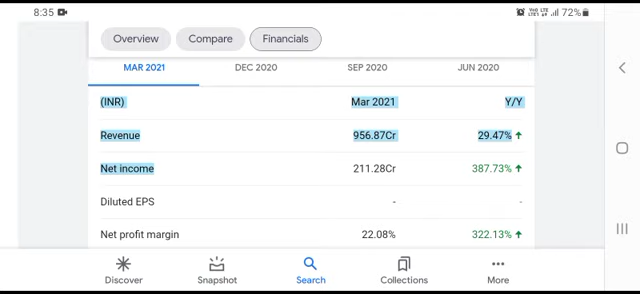 8:35
72%
Overview Compare Financials
MAR 2021 DEC 2020 SEP 2020 JUN 2020
(INR) Mar 2021 Y/Y
Revenue 956.87Cr 29.47%
Net income 211.28Cr 387.73%
Diluted EPS - -
Net profit margin 22.08% 322.13%
Discover Snapshot Search Collections More